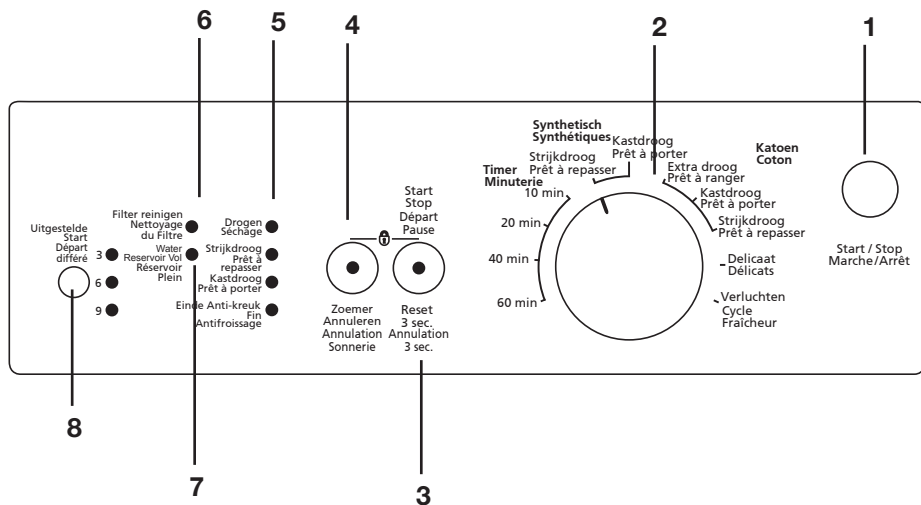 6
5
4
2
1
Uitgestelde
Start
Départ
différé
3
6
9
Filter reinigen
Nettoyage
du Filtre
Water
Reservoir Vol
Réservoir
Plein
Drogen
Séchage
Strijkdroog
Prêt à
repasser
Kastdroog
Prêt à porter
Einde Anti-kreuk
Fin
Antifroissage
Start
Stop
Départ
Pause
Zoemer
Annuleren
Annulation
Sonnerie
Reset
3 sec.
Annulation
3 sec.
Timer
Minuterie
10 min
20 min
40 min
60 min
Synthetisch
Synthétiques
Strijkdroog
Prêt à repasser
Kastdroog
Prêt à porter
Katoen
Coton
Extra droog
Prêt à ranger
Kastdroog
Prêt à porter
Strijkdroog
Prêt à repasser
Delicaat
Délicats
Verluchten
Cycle
Fraîcheur
Start / Stop
Marche/Arrêt
8
7
3